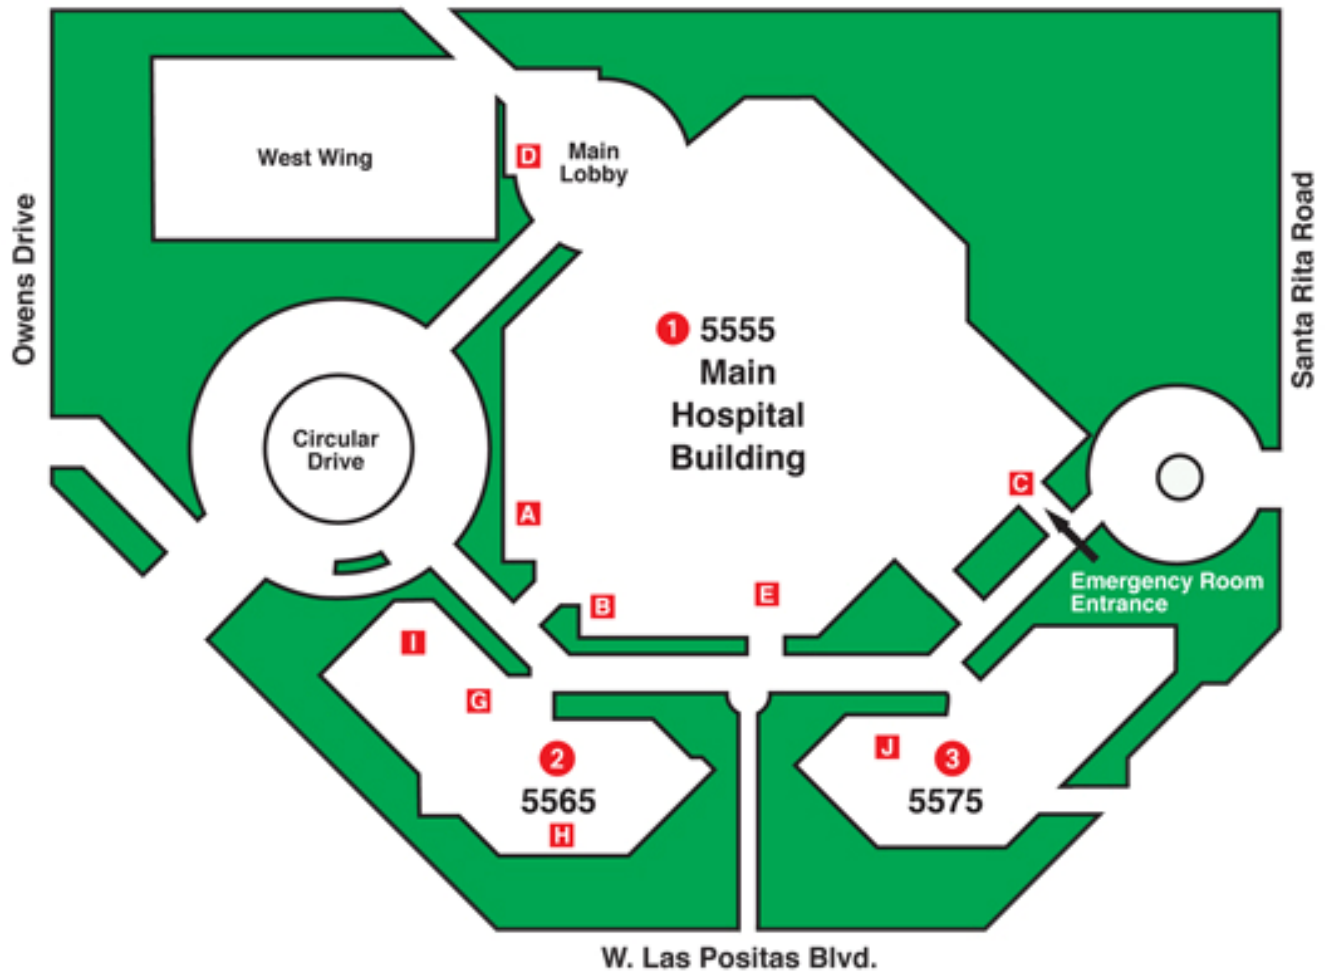 West Wing
D
Main
Lobby
Owens Drive
Santa Rita Road
1 5555
Main
Hospital
Building
Circular
Drive
C
A
Emergency Room
Entrance
B
E
I
G
J
2
5565
3
5575
H
W. Las Positas Blvd.